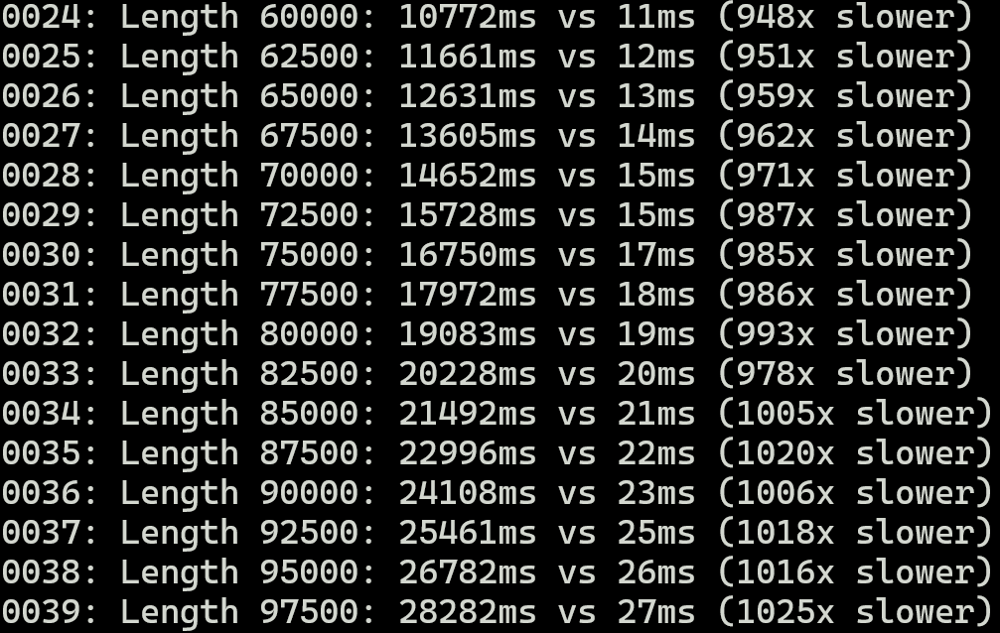 0024: Length 60000: 10772ms vs 11ms (948x slower)
0025: Length 62500: 11661ms vs 12ms (951x slower)
0026: Length 65000: 12631ms vs 13ms (959x slower)
0027: Length 67500: 13605ms vs 14ms (962x slower)
0028: Length 70000: 14652ms vs 15ms (971x slower)
0029: Length 72500: 15728ms vs 15ms (987x slower)
0030: Length 75000: 16750ms vs 17ms (985x slower)
0031: Length 77500: 17972ms vs 18ms (986x slower)
0032: Length 80000: 19083ms vs 19ms (993x slower)
0033: Length 82500: 20228ms vs 20ms (978x slower)
0034: Length 85000: 21492ms vs 21ms (1005x slower)
0035: Length 87500: 22996ms vs 22ms (1020x slower)
0036: Length 90000: 24108ms vs 23ms (1006x slower)
0037: Length 92500: 25461ms vs 25ms (1018x slower)
0038: Length 95000: 26782ms vs 26ms (1016x slower)
0039: Length 97500: 28282ms vs 27ms (1025x slower)